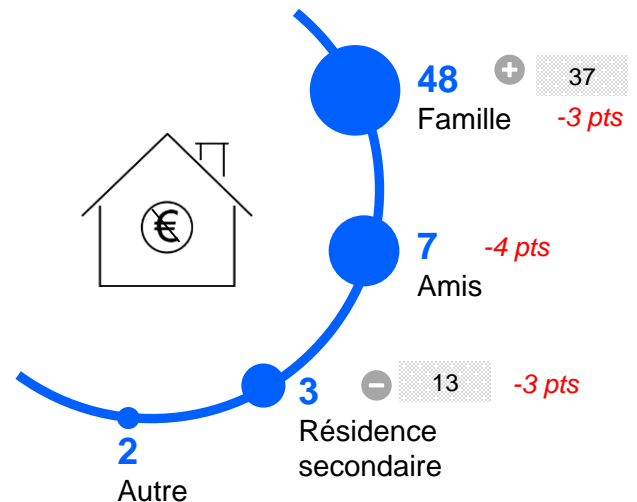 48
+
37
Famille
-3 pts
€
7
-4 pts
Amis
3
−
13
-3 pts
Résidence
secondaire
2
Autre